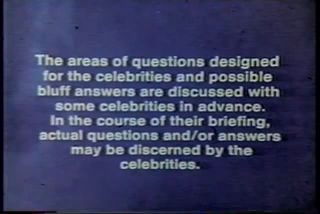 The areas of questions designed
for the celebrities and possible
bluff answers are discussed with
some celebrities in advance.
In the course of their briefing,
actual questions and/or answers
may be discerned by the
celebrities.